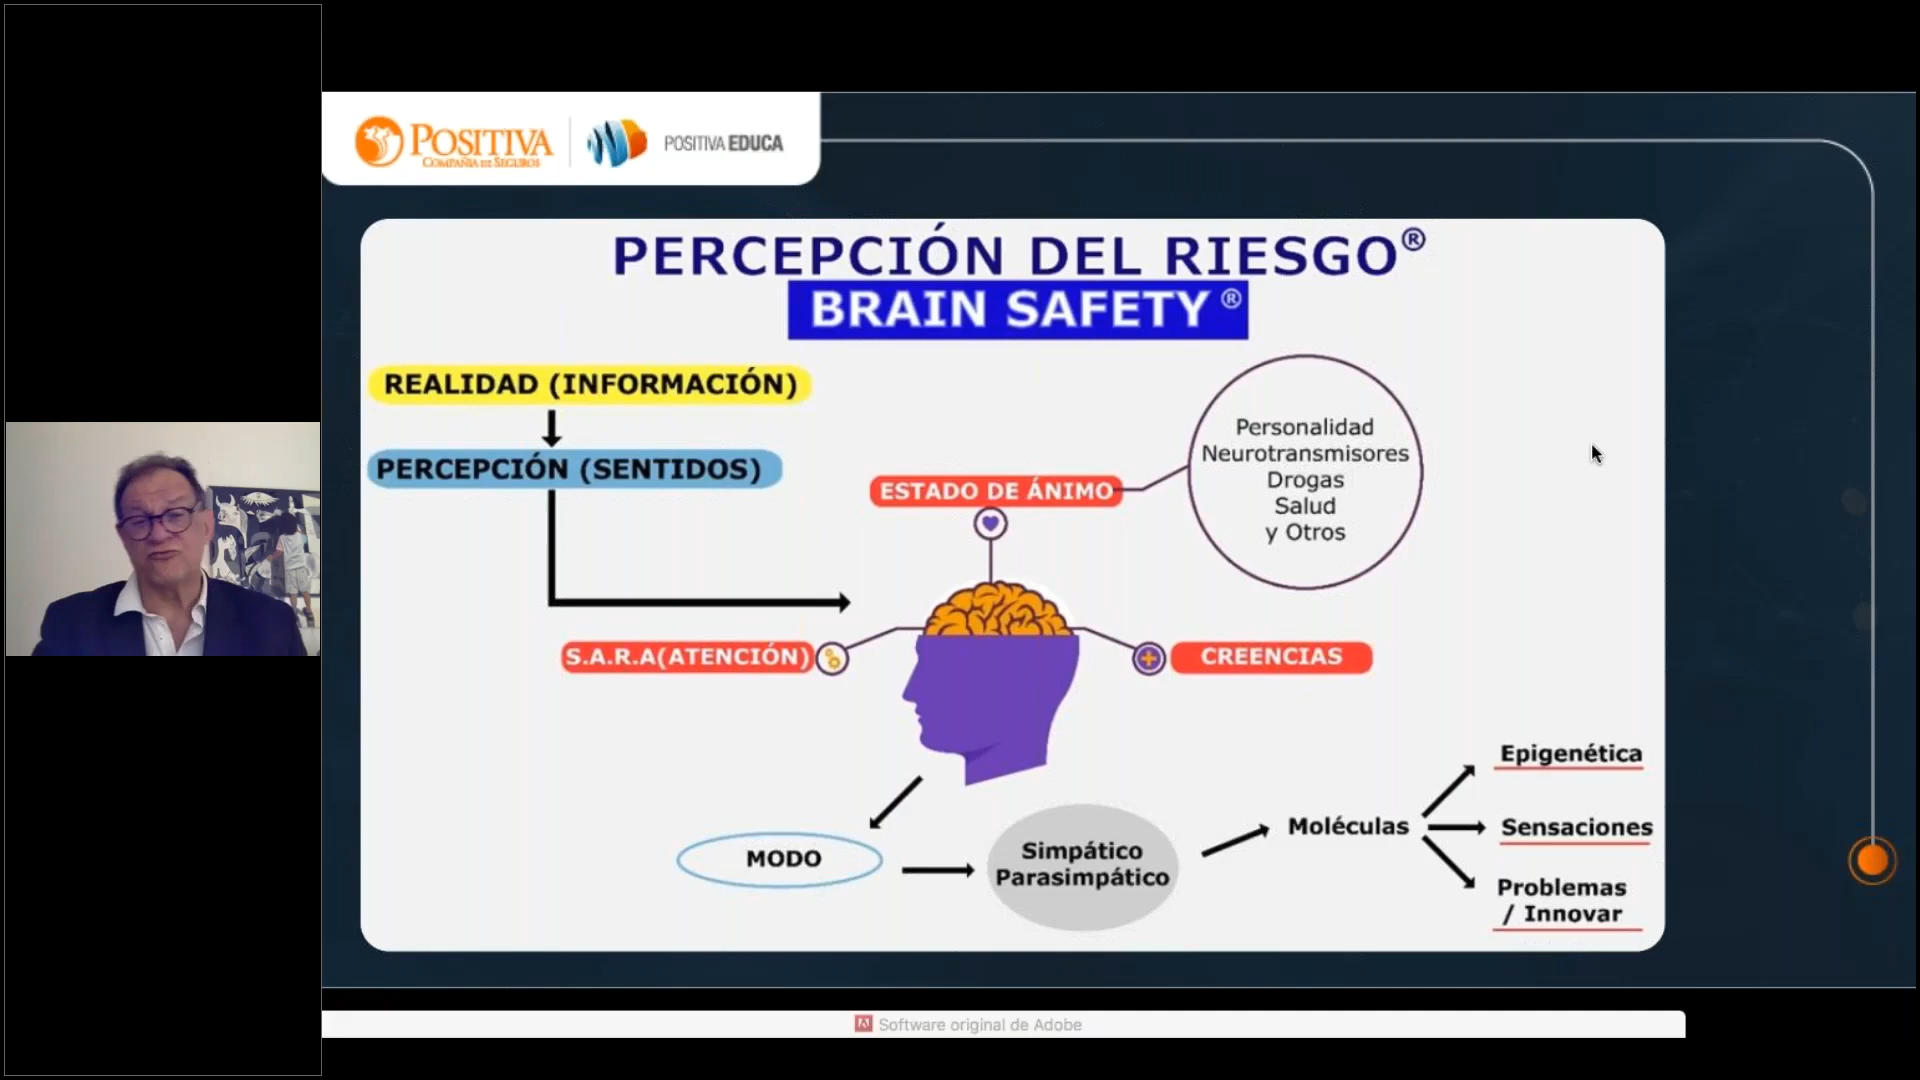 POSITIVA
COMPAÑÍA DE SEGUROS
POSITIVA EDUCA
PERCEPCIÓN DEL RIESGO®
BRAIN SAFETY ®
REALIDAD (INFORMACIÓN)
PERCEPCIÓN (SENTIDOS)
ESTADO DE ÁNIMO
Personalidad
Neurotransmisores
Drogas
Salud
y Otros
S.A.R.A(ATENCIÓN)
CREENCIAS
MODO
Simpático
Parasimpático
Moléculas
Epigenética
Sensaciones
Problemas
/ Innovar
Software original de Adobe